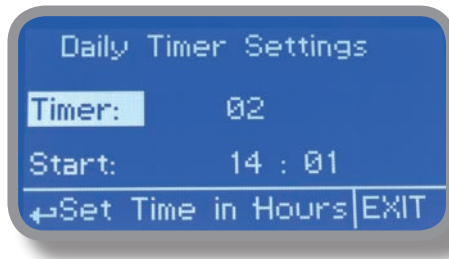 Daily Timer Settings
Timer: 02
Start: 14 : 01
↵Set Time in Hours EXIT